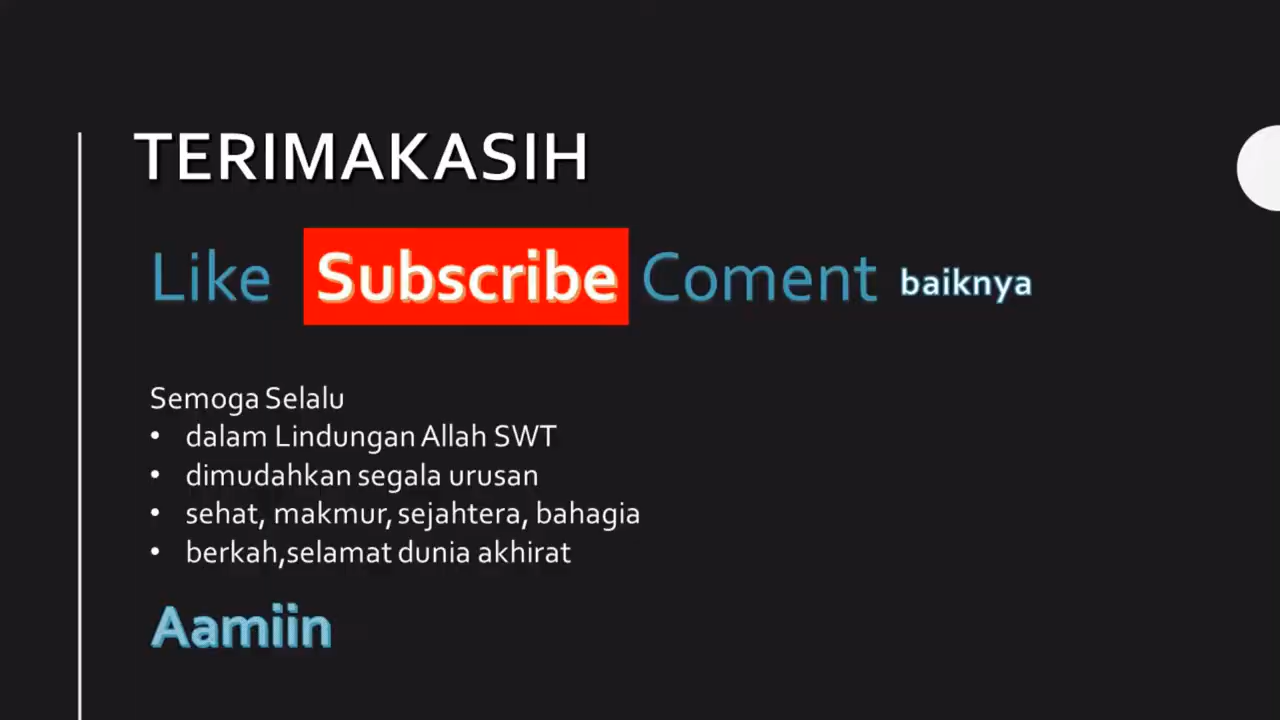 TERIMAKASIH
Like Subscribe Coment baiknya
Semoga Selalu
• dalam Lindungan Allah SWT
• dimudahkan segala urusan
• sehat, makmur, sejahtera, bahagia
• berkah,selamat dunia akhirat
Aamiin